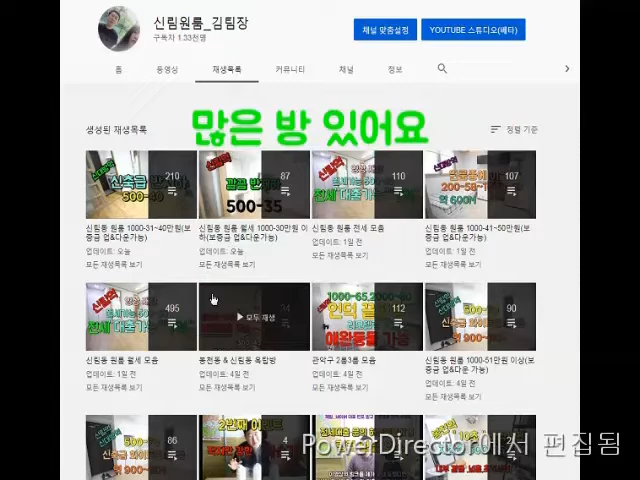 신림원룸_김팀장
구독자 1.33천명
채널 맞춤설정
YOUTUBE 스튜디오(베타)
홈
동영상
재생목록
커뮤니티
채널
정보
많은 방 있어요
생성된 재생목록
정렬 기준
210
500-30
87
500-35
110
107
200-58~
약 600M
신림동 원룸 1000-31~40만원(보
증금 업&다운가능)
업데이트: 오늘
모든 재생목록 보기
신림동 원룸 월세 1000-30만원 이
하(보증금 업&다운가능)
업데이트: 오늘
모든 재생목록 보기
신림동 원룸 전세 모음
업데이트: 1일 전
모든 재생목록 보기
신림동 원룸 1000-41~50만원(보
증금 업&다운가능)
업데이트: 1일 전
모든 재생목록 보기
495
모두 재생
112
90
신림동 원룸 월세 모음
업데이트: 1일 전
모든 재생목록 보기
봉천동 & 신림동 옥탑방
업데이트: 4일 전
모든 재생목록 보기
관악구 2룸3룸 모음
업데이트: 4일 전
모든 재생목록 보기
신림동 원룸 1000-51만원 이상(보
증금 업&다운 가능)
업데이트: 4일 전
모든 재생목록 보기
86
2번째 이벤트
4
PowerDirector에서 편집됨